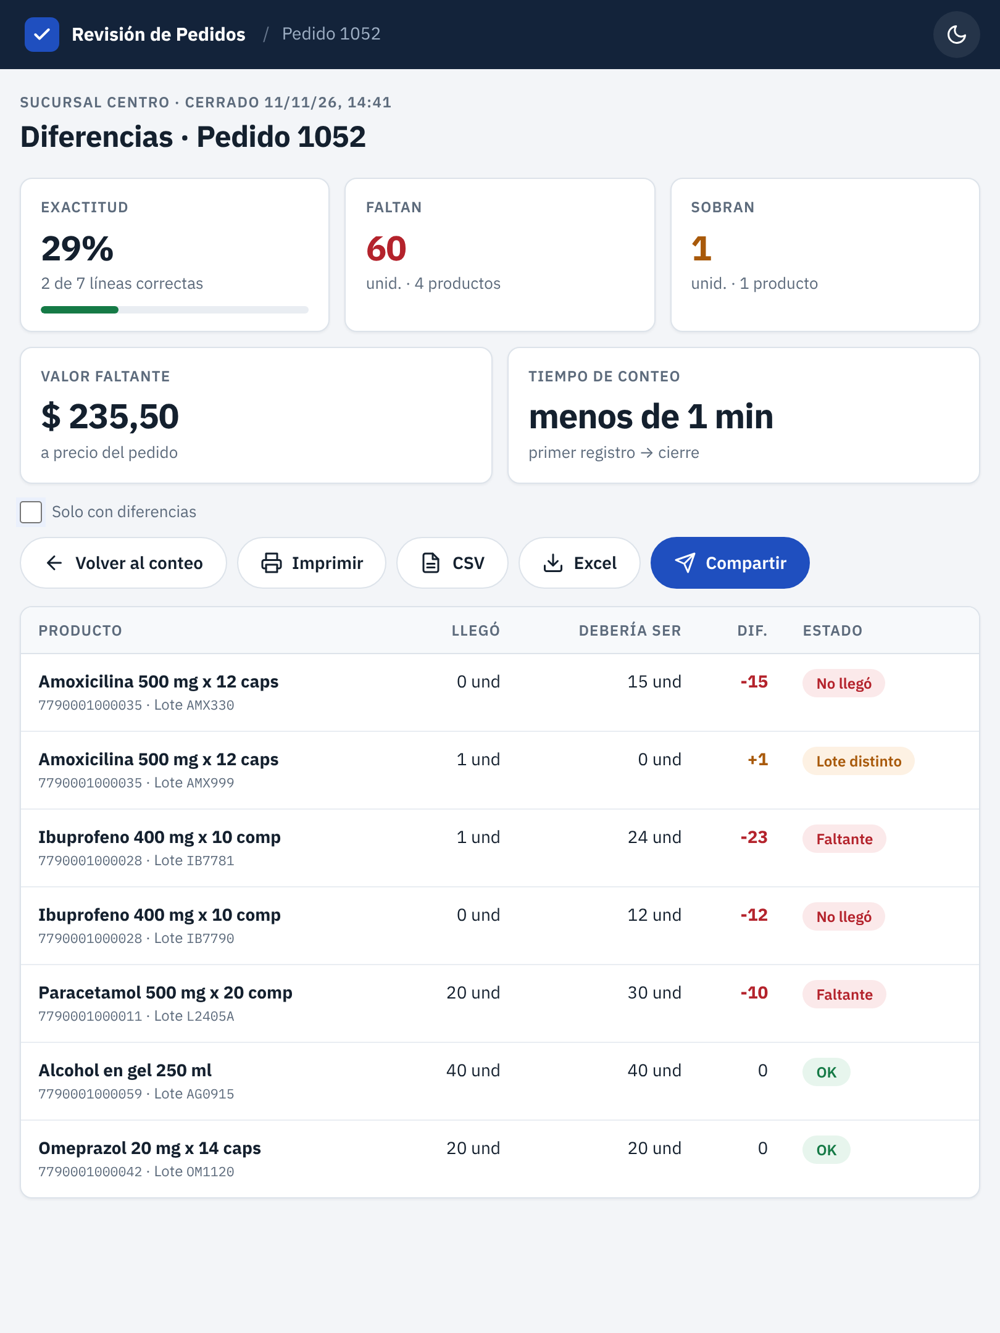 Revisión de Pedidos / Pedido 1052
SUCURSAL CENTRO · CERRADO 11/11/26, 14:41
Diferencias · Pedido 1052
EXACTITUD
29%
2 de 7 líneas correctas
FALTAN
60
unid. · 4 productos
SOBRAN
1
unid. · 1 producto
VALOR FALTANTE
$ 235,50
a precio del pedido
TIEMPO DE CONTEO
menos de 1 min
primer registro → cierre
Solo con diferencias
Volver al conteo
Imprimir
CSV
Excel
Compartir
PRODUCTO LLEGÓ DEBERÍA SER DIF. ESTADO
Amoxicilina 500 mg x 12 caps 0 und 15 und -15 No llegó
7790001000035 · Lote AMX330
Amoxicilina 500 mg x 12 caps 1 und 0 und +1 Lote distinto
7790001000035 · Lote AMX999
Ibuprofeno 400 mg x 10 comp 1 und 24 und -23 Faltante
7790001000028 · Lote IB7781
Ibuprofeno 400 mg x 10 comp 0 und 12 und -12 No llegó
7790001000028 · Lote IB7790
Paracetamol 500 mg x 20 comp 20 und 30 und -10 Faltante
7790001000011 · Lote L2405A
Alcohol en gel 250 ml 40 und 40 und 0 OK
7790001000059 · Lote AG0915
Omeprazol 20 mg x 14 caps 20 und 20 und 0 OK
7790001000042 · Lote OM1120